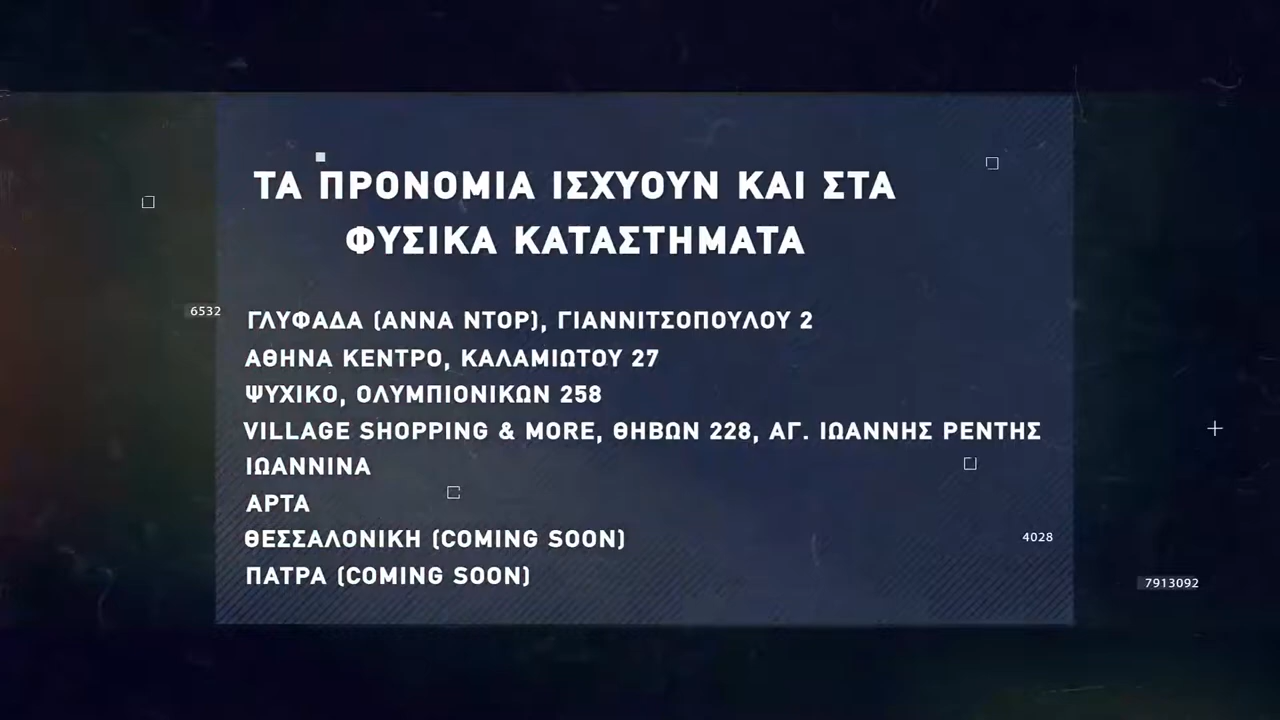 ΤΑ ΠΡΟΝΟΜΙΑ ΙΣΧΥΟΥΝ ΚΑΙ ΣΤΑ
ΦΥΣΙΚΑ ΚΑΤΑΣΤΗΜΑΤΑ
6532
ΓΛΥΦΑΔΑ (ΑΝΝΑ ΝΤΟΡ), ΓΙΑΝΝΙΤΣΟΠΟΥΛΟΥ 2
ΑΘΗΝΑ ΚΕΝΤΡΟ, ΚΑΛΑΜΙΩΤΟΥ 27
ΨΥΧΙΚΟ, ΟΛΥΜΠΙΟΝΙΚΩΝ 258
VILLAGE SHOPPING & MORE, ΘΗΒΩΝ 228, ΑΓ. ΙΩΑΝΝΗΣ ΡΕΝΤΗΣ
ΙΩΑΝΝΙΝΑ
ΑΡΤΑ
ΘΕΣΣΑΛΟΝΙΚΗ (COMING SOON)
4028
ΠΑΤΡΑ (COMING SOON)
7913092